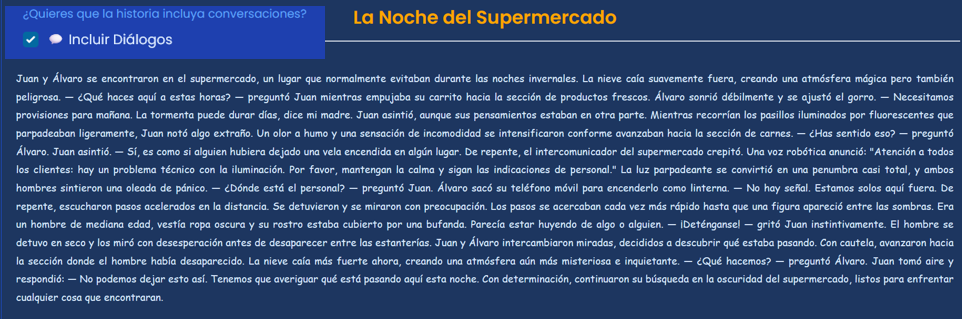 ¿Quieres que la historia incluya conversaciones?
Incluir Diálogos
La Noche del Supermercado
Juan y Álvaro se encontraron en el supermercado, un lugar que normalmente evitaban durante las noches invernales. La nieve caía suavemente fuera, creando una atmósfera mágica pero también
peligrosa. — ¿Qué haces aquí a estas horas? — preguntó Juan mientras empujaba su carrito hacia la sección de productos frescos. Álvaro sonrió débilmente y se ajustó el gorro. — Necesitamos
provisiones para mañana. La tormenta puede durar días, dice mi madre. Juan asintió, aunque sus pensamientos estaban en otra parte. Mientras recorrían los pasillos iluminados por fluorescentes que
parpadeaban ligeramente, Juan notó algo extraño. Un olor a humo y una sensación de incomodidad se intensificaron conforme avanzaban hacia la sección de carnes. — ¿Has sentido eso? — preguntó
Álvaro. Juan asintió. — Sí, es como si alguien hubiera dejado una vela encendida en algún lugar. De repente, el intercomunicador del supermercado crepitó. Una voz robótica anunció: "Atención a todos
los clientes: hay un problema técnico con la iluminación. Por favor, mantengan la calma y sigan las indicaciones de personal." La luz parpadeante se convirtió en una penumbra casi total, y ambos
hombres sintieron una oleada de pánico. — ¿Dónde está el personal? — preguntó Juan. Álvaro sacó su teléfono móvil para encenderlo como linterna. — No hay señal. Estamos solos aquí fuera. De
repente, escucharon pasos acelerados en la distancia. Se detuvieron y se miraron con preocupación. Los pasos se acercaban cada vez más rápido hasta que una figura apareció entre las sombras. Era
un hombre de mediana edad, vestía ropa oscura y su rostro estaba cubierto por una bufanda. Parecía estar huyendo de algo o alguien. — ¡Deténganse! — gritó Juan instintivamente. El hombre se
detuvo en seco y los miró con desesperación antes de desaparecer entre las estanterías. Juan y Álvaro intercambiaron miradas, decididos a descubrir qué estaba pasando. Con cautela, avanzaron hacia
la sección donde el hombre había desaparecido. La nieve caía más fuerte ahora, creando una atmósfera aún más misteriosa e inquietante. — ¿Qué hacemos? — preguntó Álvaro. Juan tomó aire y
respondió: — No podemos dejar esto así. Tenemos que averiguar qué está pasando aquí esta noche. Con determinación, continuaron su búsqueda en la oscuridad del supermercado, listos para enfrentar
cualquier cosa que encontraran.